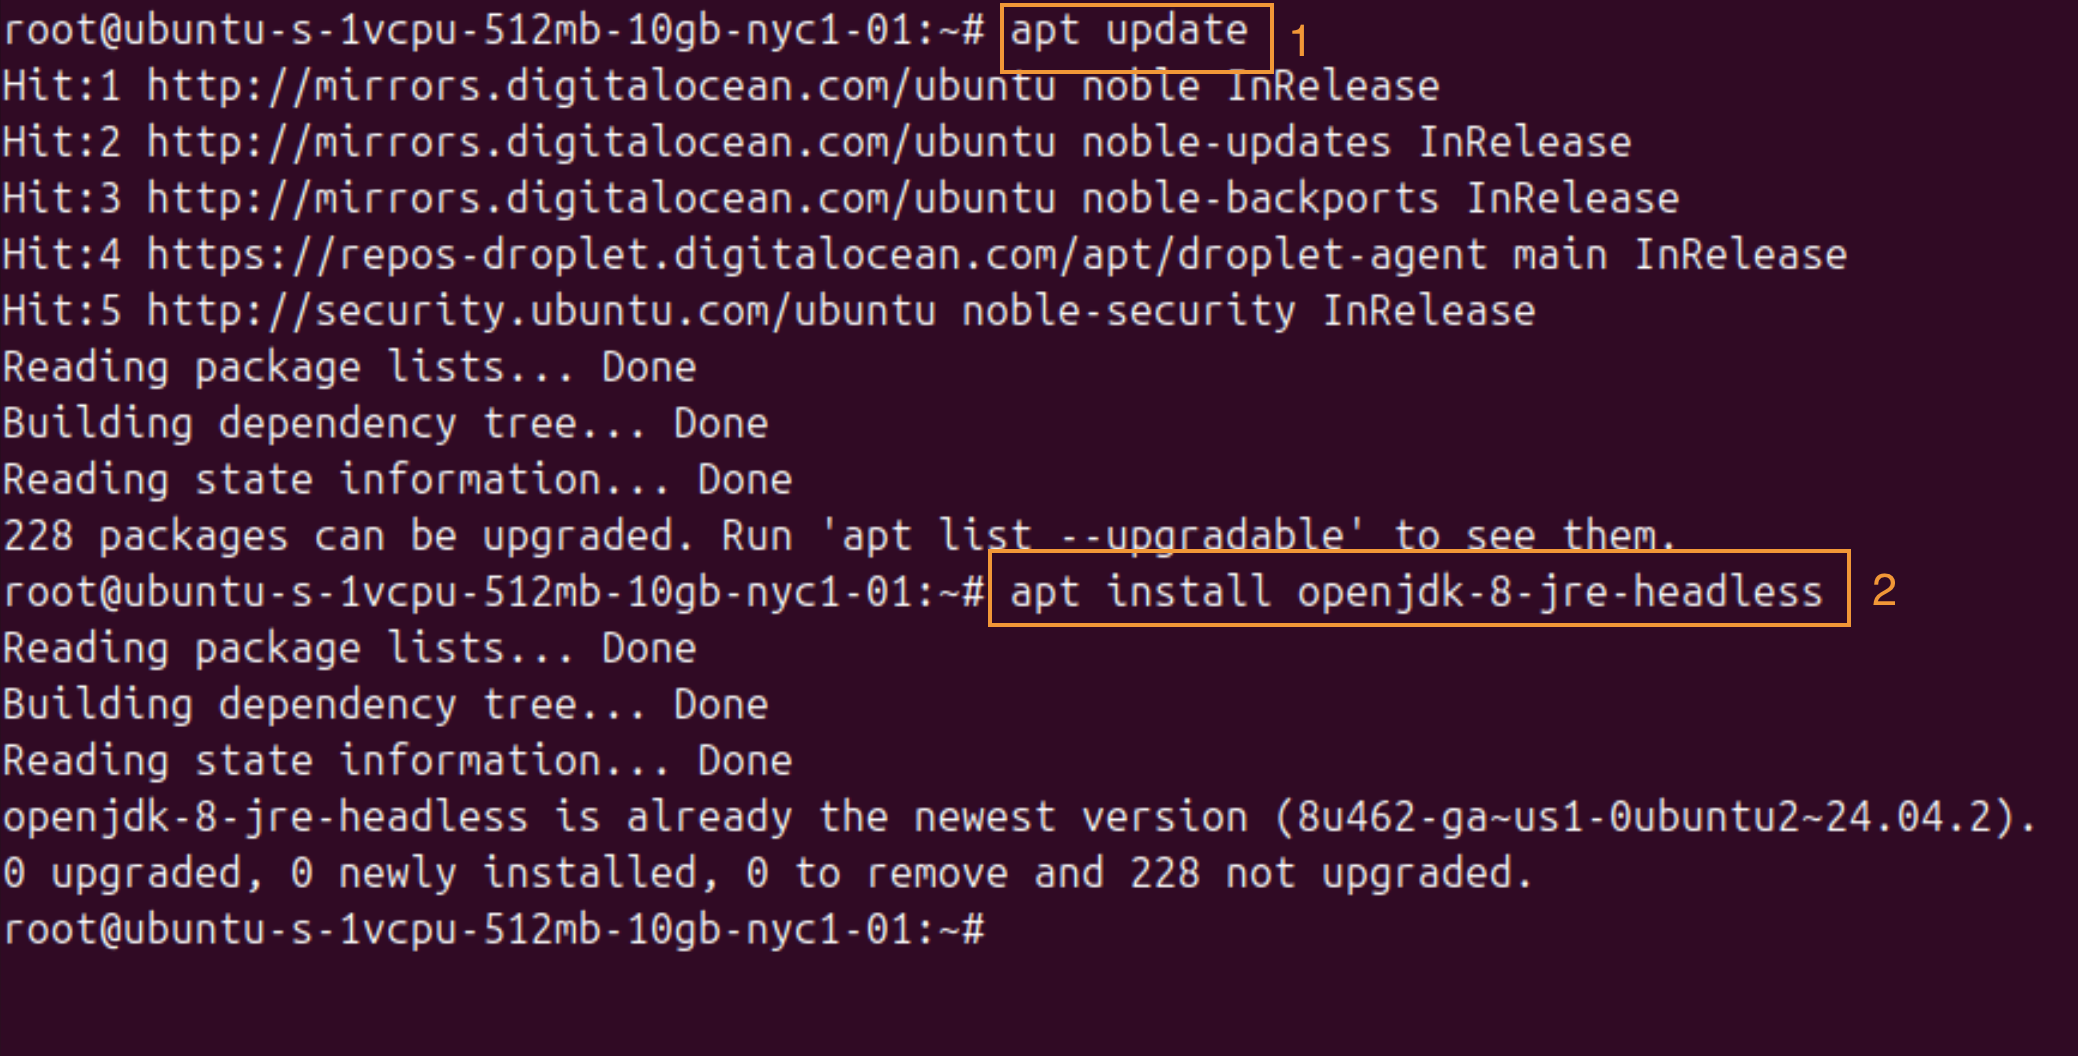 root@ubuntu-s-1vcpu-512mb-10gb-nyc1-01:~# apt update 1
Hit:1 http://mirrors.digitalocean.com/ubuntu noble InRelease
Hit:2 http://mirrors.digitalocean.com/ubuntu noble-updates InRelease
Hit:3 http://mirrors.digitalocean.com/ubuntu noble-backports InRelease
Hit:4 https://repos-droplet.digitalocean.com/apt/droplet-agent main InRelease
Hit:5 http://security.ubuntu.com/ubuntu noble-security InRelease
Reading package lists... Done
Building dependency tree... Done
Reading state information... Done
228 packages can be upgraded. Run 'apt list --upgradable' to see them.
root@ubuntu-s-1vcpu-512mb-10gb-nyc1-01:~# apt install openjdk-8-jre-headless 2
Reading package lists... Done
Building dependency tree... Done
Reading state information... Done
openjdk-8-jre-headless is already the newest version (8u462-ga~us1-0ubuntu2~24.04.2).
0 upgraded, 0 newly installed, 0 to remove and 228 not upgraded.
root@ubuntu-s-1vcpu-512mb-10gb-nyc1-01:~#